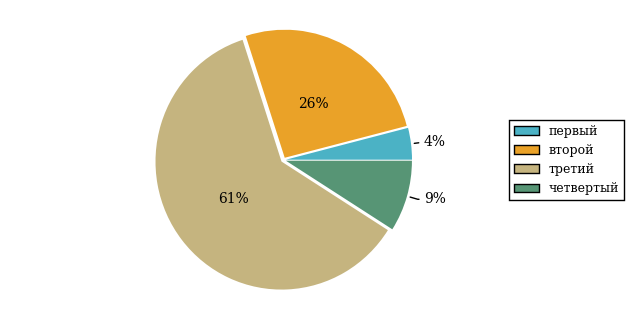 26%
4%
61%
9%
первый
второй
третий
четвертый